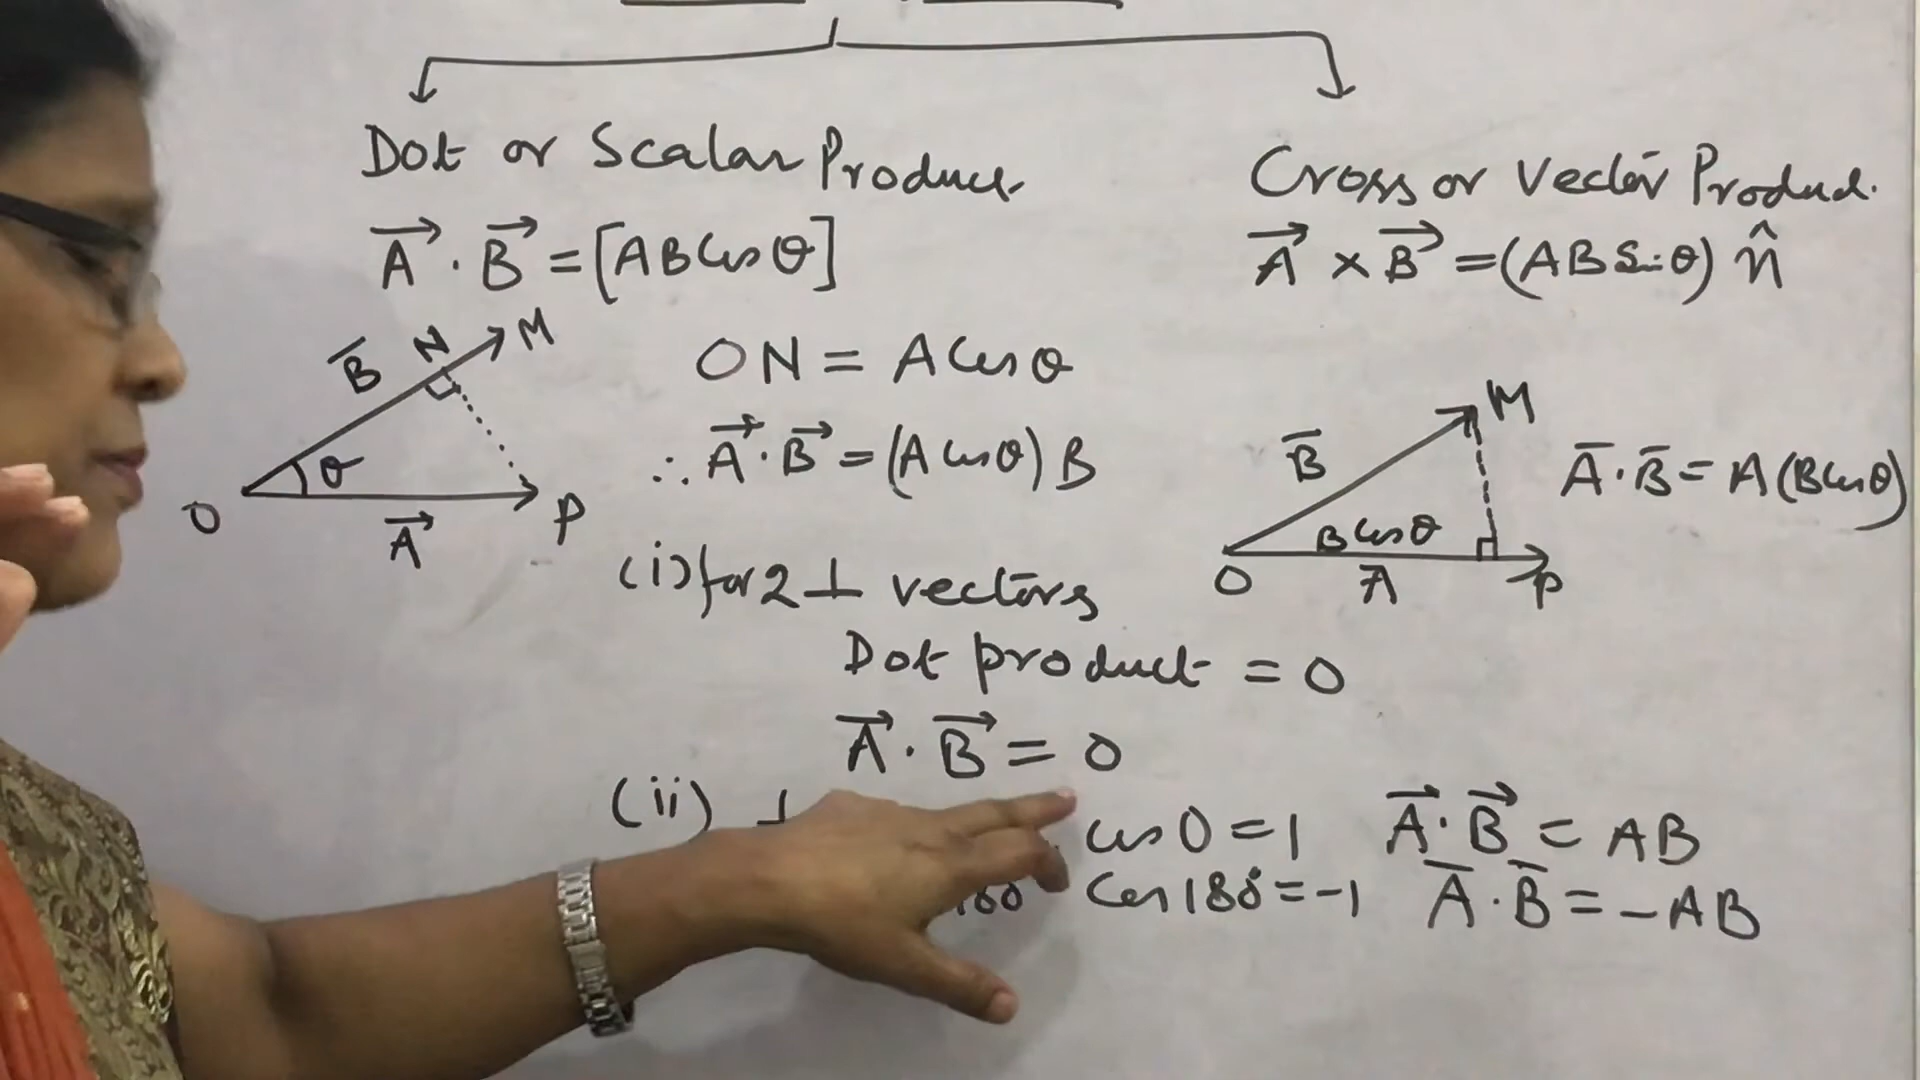 Dot or Scalar Product
A⃗ . B⃗ = [AB Cos θ]
B̅ N M
θ
O A⃗ P
ON = A Cos θ
∴ A⃗ . B⃗ = (A Cos θ) B
(i) for 2 ⊥ vectors
Dot product = 0
A⃗ . B⃗ = 0
(ii)
Cos 0 = 1 A⃗ . B⃗ = AB
180° Cos 180° = -1 A̅ . B̅ = -AB
Cross or Vector Product.
A⃗ × B⃗ = (AB Sin θ) n̂
M
B̅
A̅ . B̅ = A (B Cos θ)
B Cos θ
O A̅ P